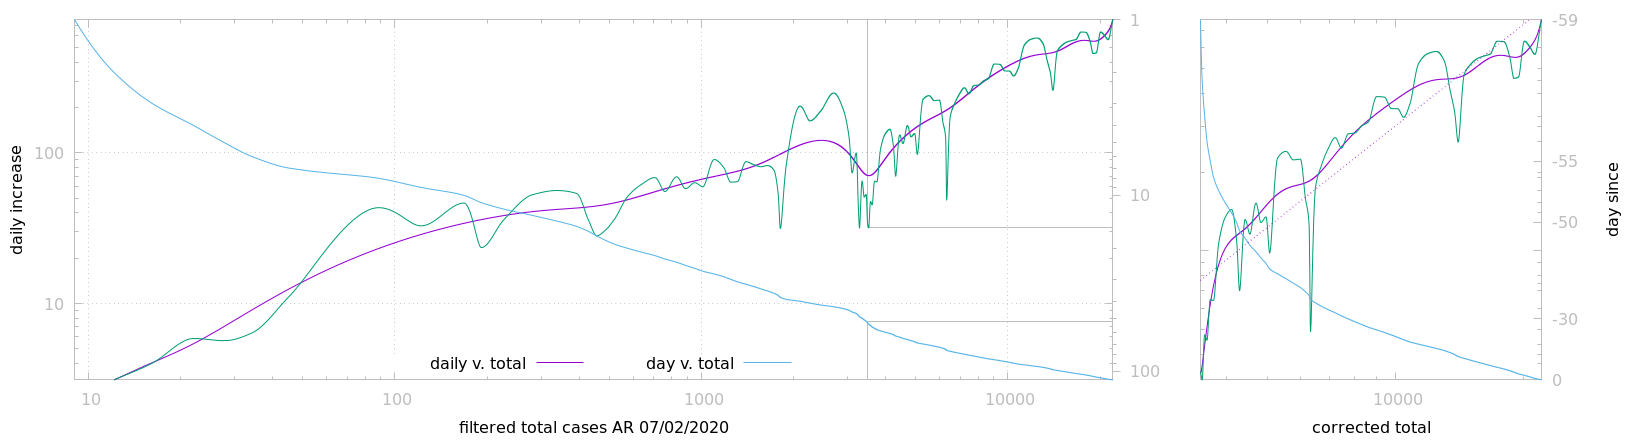 daily increase
100
10
10
100
1000
10000
1
10
100
daily v. total
day v. total
filtered total cases AR 07/02/2020
-59
-55
-50
-30
0
day since
10000
corrected total